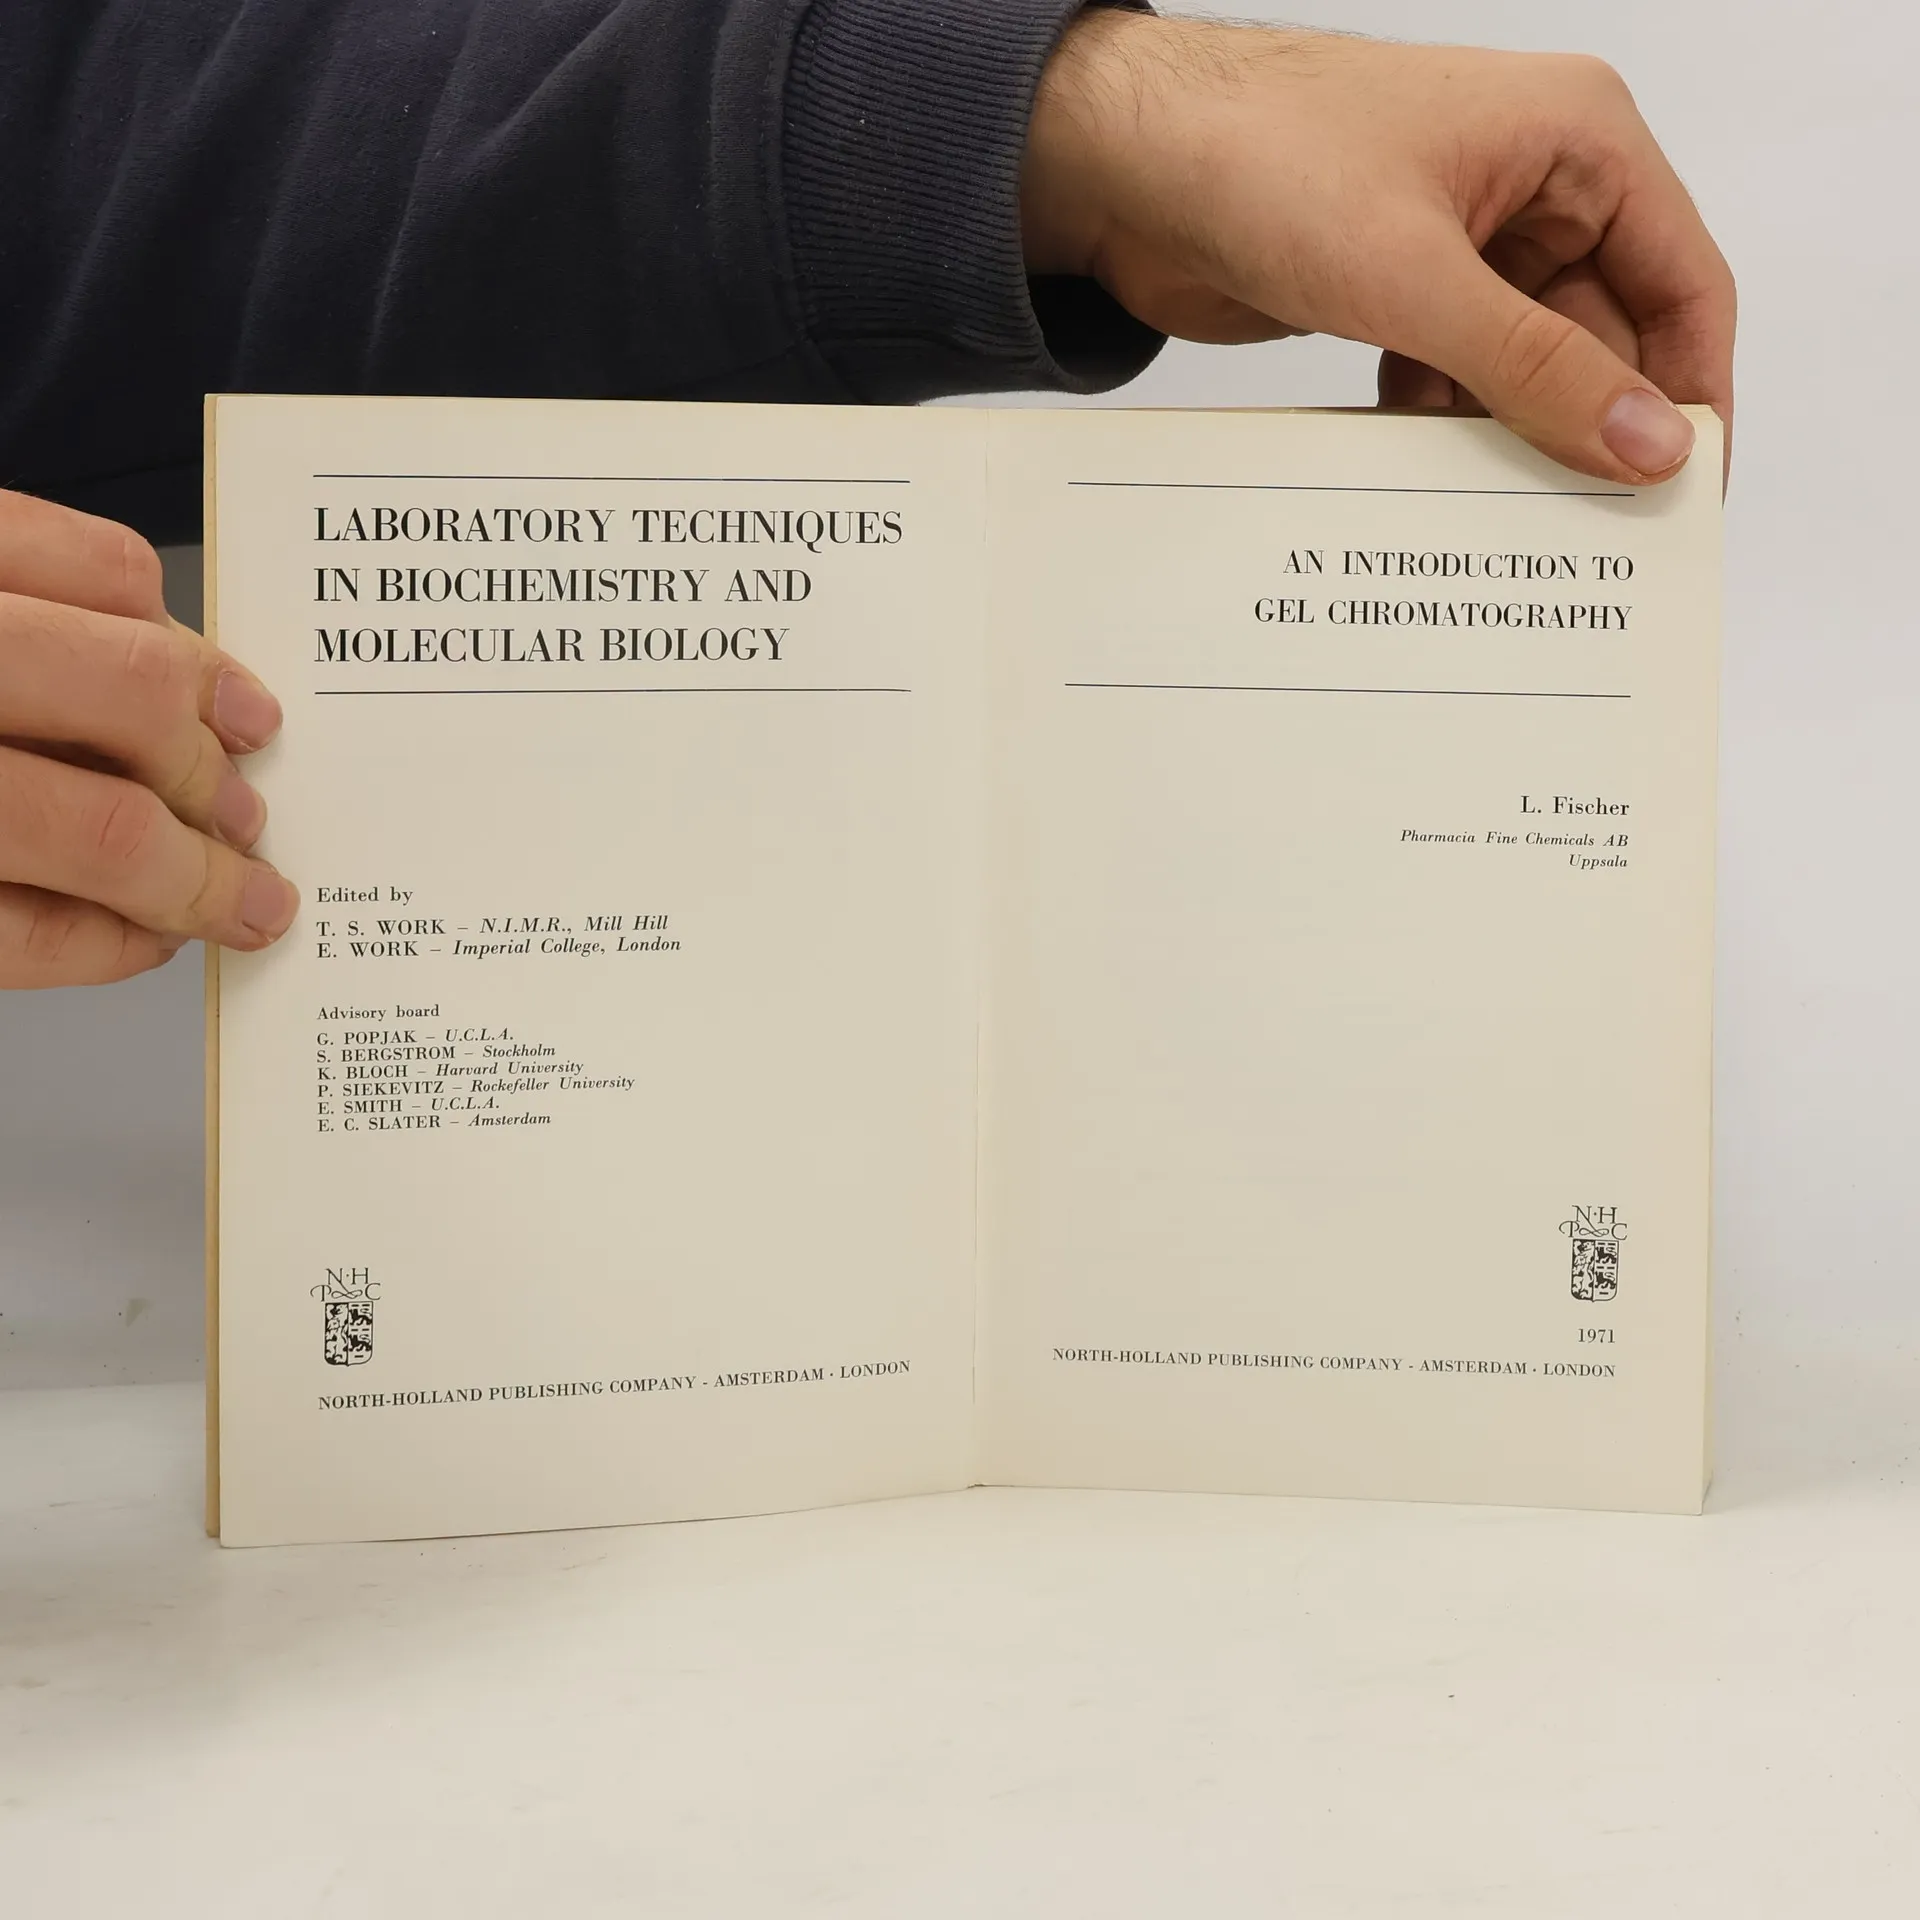 LABORATORY TECHNIQUES
IN BIOCHEMISTRY AND
MOLECULAR BIOLOGY
Edited by
T. S. WORK – N.I.M.R., Mill Hill
E. WORK – Imperial College, London
Advisory board
G. POPJAK – U.C.L.A.
S. BERGSTROM – Stockholm
K. BLOCH – Harvard University
P. SIEKEVITZ – Rockefeller University
E. SMITH – U.C.L.A.
E. C. SLATER – Amsterdam
N·H
P C
NORTH-HOLLAND PUBLISHING COMPANY - AMSTERDAM · LONDON
AN INTRODUCTION TO
GEL CHROMATOGRAPHY
L. Fischer
Pharmacia Fine Chemicals AB
Uppsala
N·H
P C
1971
NORTH-HOLLAND PUBLISHING COMPANY - AMSTERDAM · LONDON